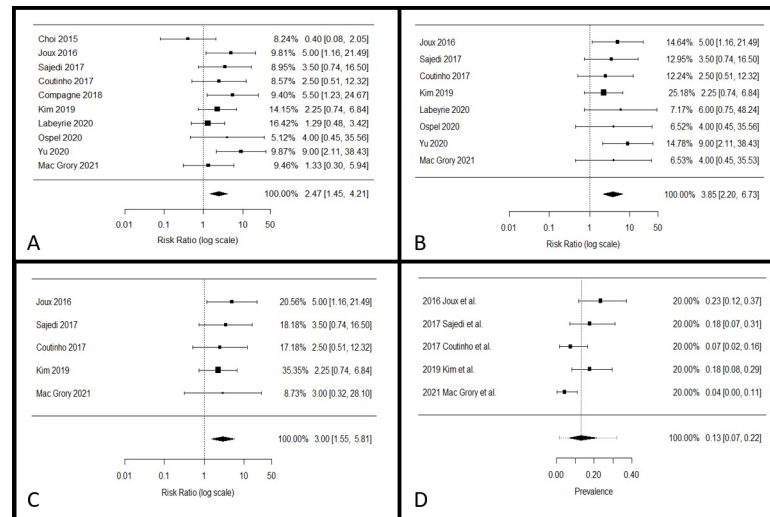 Choi 2015 8.24% 0.40 [0.08, 2.05]
Joux 2016 9.81% 5.00 [1.16, 21.49]
Sajedi 2017 8.95% 3.50 [0.74, 16.50]
Coutinho 2017 8.57% 2.50 [0.51, 12.32]
Compagne 2018 9.40% 5.50 [1.23, 24.67]
Kim 2019 14.15% 2.25 [0.74, 6.84]
Labeyrie 2020 16.42% 1.29 [0.48, 3.42]
Ospel 2020 5.12% 4.00 [0.45, 35.56]
Yu 2020 9.87% 9.00 [2.11, 38.43]
Mac Grory 2021 9.46% 1.33 [0.30, 5.94]
100.00% 2.47 [1.45, 4.21]
0.01 0.1 1 10 50
Risk Ratio (log scale)
A
Joux 2016 14.64% 5.00 [1.16, 21.49]
Sajedi 2017 12.95% 3.50 [0.74, 16.50]
Coutinho 2017 12.24% 2.50 [0.51, 12.32]
Kim 2019 25.18% 2.25 [0.74, 6.84]
Labeyrie 2020 7.17% 6.00 [0.75, 48.24]
Ospel 2020 6.52% 4.00 [0.45, 35.56]
Yu 2020 14.78% 9.00 [2.11, 38.43]
Mac Grory 2021 6.53% 4.00 [0.45, 35.53]
100.00% 3.85 [2.20, 6.73]
0.01 0.1 1 10 50
Risk Ratio (log scale)
B
Joux 2016 20.56% 5.00 [1.16, 21.49]
Sajedi 2017 18.18% 3.50 [0.74, 16.50]
Coutinho 2017 17.18% 2.50 [0.51, 12.32]
Kim 2019 35.35% 2.25 [0.74, 6.84]
Mac Grory 2021 8.73% 3.00 [0.32, 28.10]
100.00% 3.00 [1.55, 5.81]
0.01 0.1 1 10 50
Risk Ratio (log scale)
C
2016 Joux et al. 20.00% 0.23 [0.12, 0.37]
2017 Sajedi et al. 20.00% 0.18 [0.07, 0.31]
2017 Coutinho et al. 20.00% 0.07 [0.02, 0.16]
2019 Kim et al. 20.00% 0.18 [0.08, 0.29]
2021 Mac Grory et al. 20.00% 0.04 [0.00, 0.11]
100.00% 0.13 [0.07, 0.22]
0.00 0.20 0.40
Prevalence
D